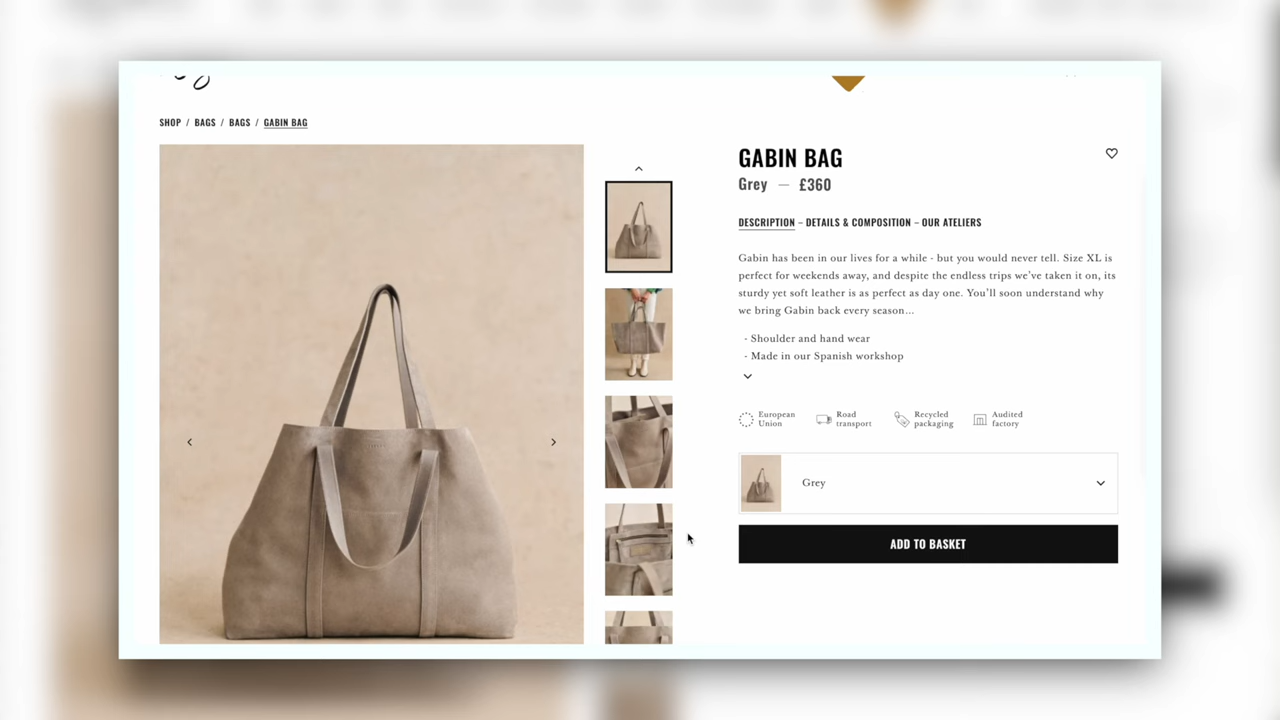 SHOP / BAGS / BAGS / GABIN BAG
GABIN BAG
Grey — £360
DESCRIPTION – DETAILS & COMPOSITION – OUR ATELIERS
Gabin has been in our lives for a while - but you would never tell. Size XL is
perfect for weekends away, and despite the endless trips we've taken it on, its
sturdy yet soft leather is as perfect as day one. You'll soon understand why
we bring Gabin back every season...
- Shoulder and hand wear
- Made in our Spanish workshop
European
Union
Road
transport
Recycled
packaging
Audited
factory
Grey
ADD TO BASKET